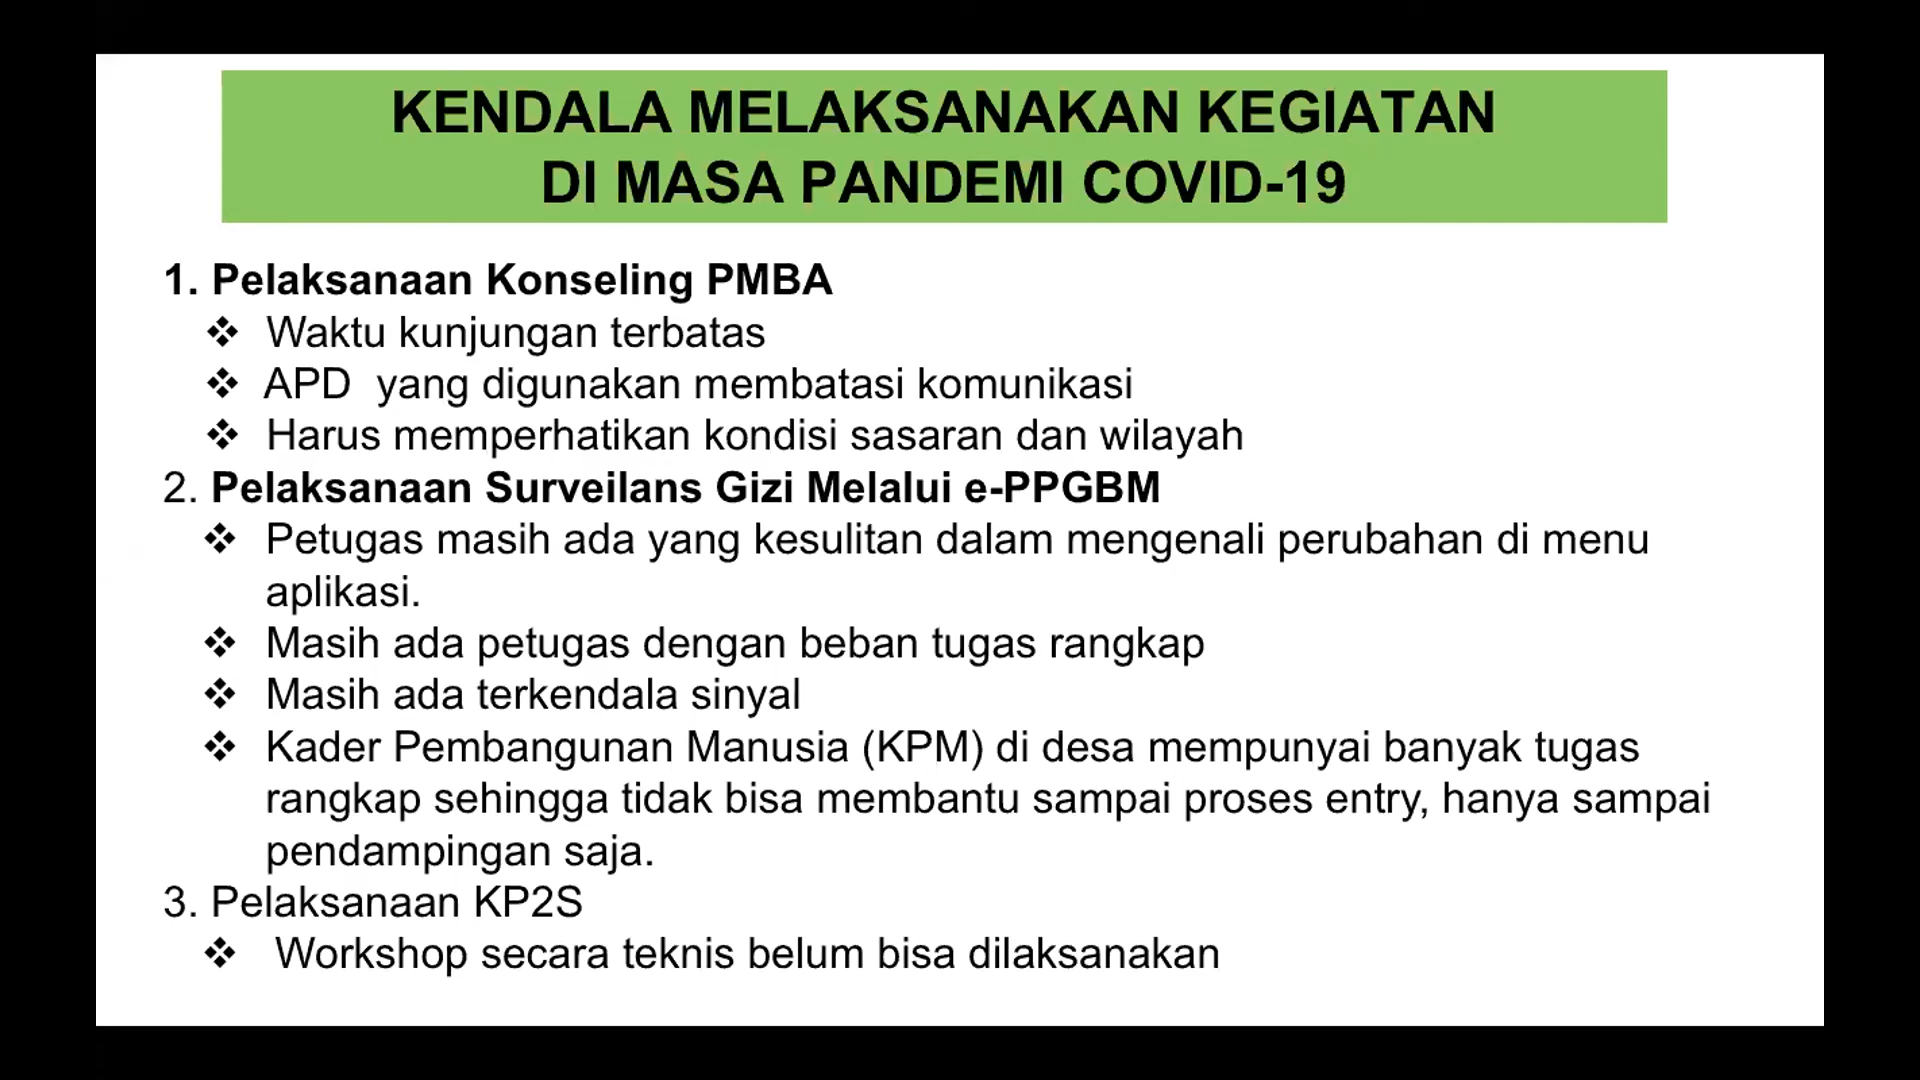 KENDALA MELAKSANAKAN KEGIATAN
DI MASA PANDEMI COVID-19
1. Pelaksanaan Konseling PMBA
❖ Waktu kunjungan terbatas
❖ APD yang digunakan membatasi komunikasi
❖ Harus memperhatikan kondisi sasaran dan wilayah
2. Pelaksanaan Surveilans Gizi Melalui e-PPGBM
❖ Petugas masih ada yang kesulitan dalam mengenali perubahan di menu
aplikasi.
❖ Masih ada petugas dengan beban tugas rangkap
❖ Masih ada terkendala sinyal
❖ Kader Pembangunan Manusia (KPM) di desa mempunyai banyak tugas
rangkap sehingga tidak bisa membantu sampai proses entry, hanya sampai
pendampingan saja.
3. Pelaksanaan KP2S
❖ Workshop secara teknis belum bisa dilaksanakan